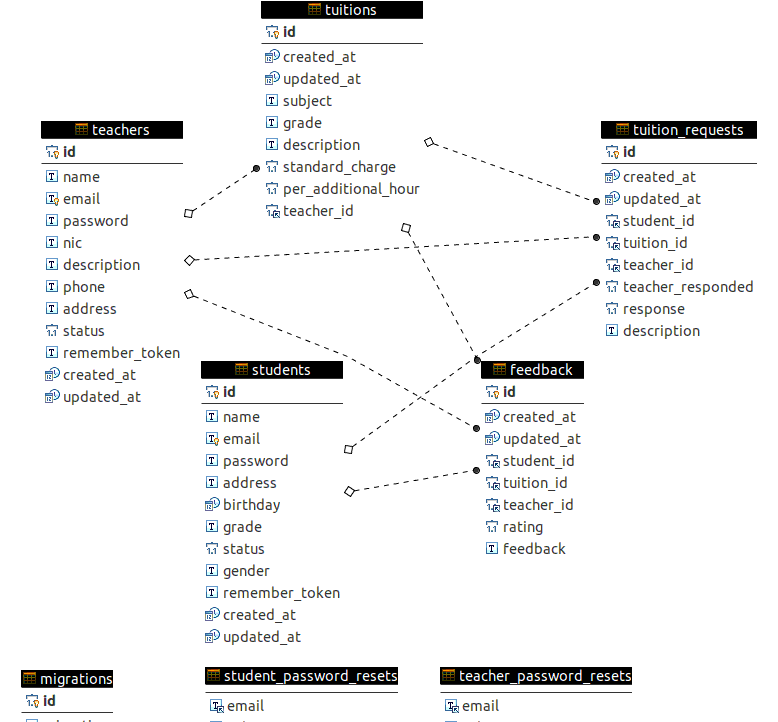 tuitions
id
created_at
updated_at
subject
grade
description
standard_charge
per_additional_hour
teacher_id
teachers
id
name
email
password
nic
description
phone
address
status
remember_token
created_at
updated_at
tuition_requests
id
created_at
updated_at
student_id
tuition_id
teacher_id
teacher_responded
response
description
students
id
name
email
password
address
birthday
grade
status
gender
remember_token
created_at
updated_at
feedback
id
created_at
updated_at
student_id
tuition_id
teacher_id
rating
feedback
migrations
id
student_password_resets
email
teacher_password_resets
email